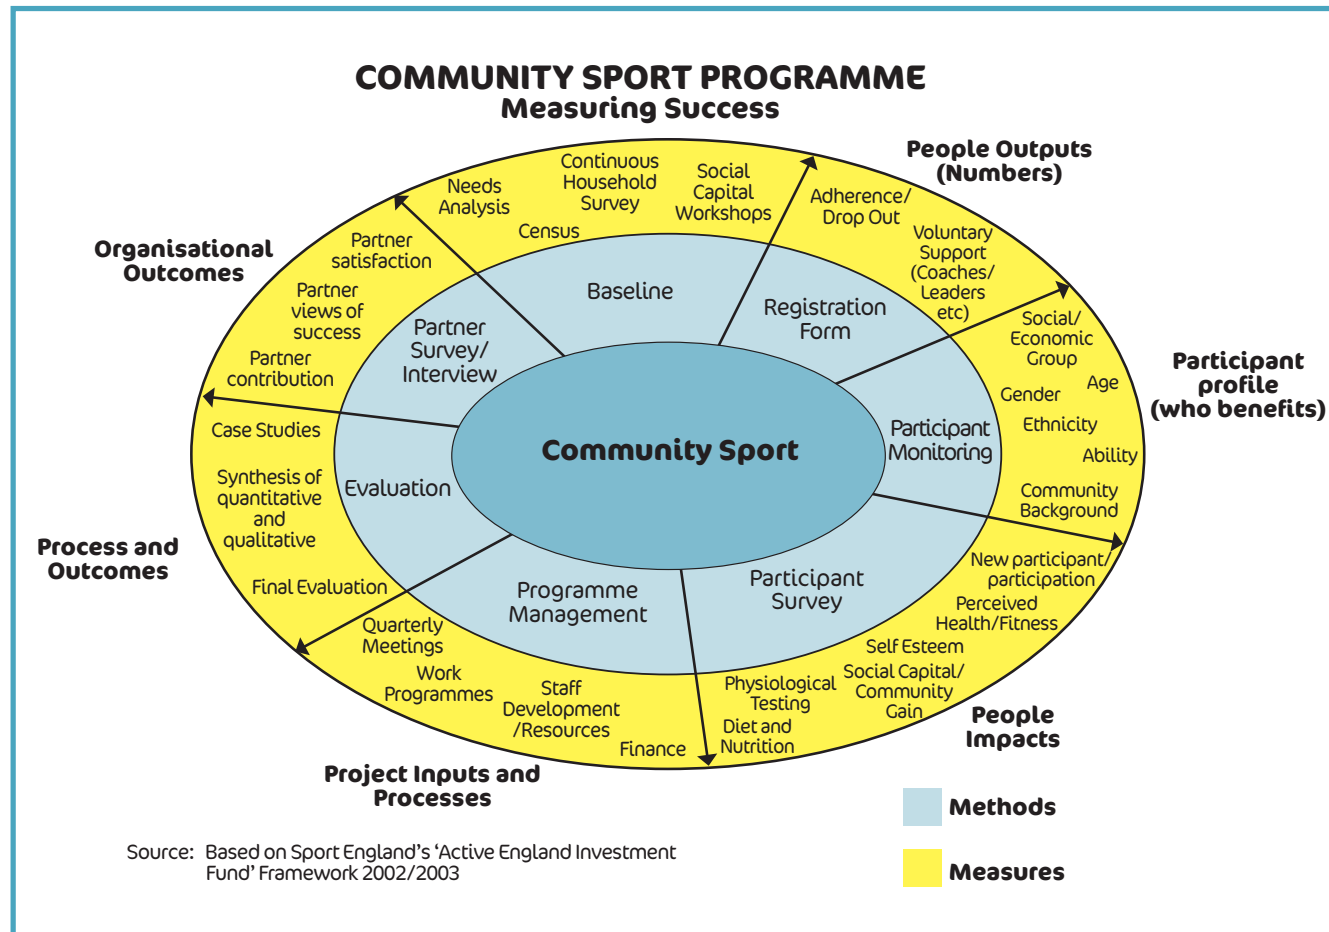 COMMUNITY SPORT PROGRAMME
Measuring Success
Needs
Analysis
Census
Continuous
Household
Survey
Social
Capital
Workshops
Baseline
People Outputs
(Numbers)
Adherence/
Drop Out
Voluntary
Support
(Coaches/
Leaders
etc)
Registration
Form
Participant
profile
(who benefits)
Social/
Economic
Group
Age
Gender
Ethnicity
Ability
Community
Background
Participant
Monitoring
New participant/
participation
Perceived
Health/Fitness
Self Esteem
Social Capital/
Community
Gain
Physiological
Testing
Diet and
Nutrition
Participant
Survey
People
Impacts
Programme
Management
Quarterly
Meetings
Work
Programmes
Staff
Development
/Resources
Finance
Project Inputs and
Processes
Evaluation
Case Studies
Synthesis of
quantitative
and
qualitative
Final Evaluation
Process and
Outcomes
Partner
Survey/
Interview
Partner
satisfaction
Partner
views of
success
Partner
contribution
Organisational
Outcomes
Community Sport
Methods
Measures
Source: Based on Sport England's 'Active England Investment
Fund' Framework 2002/2003